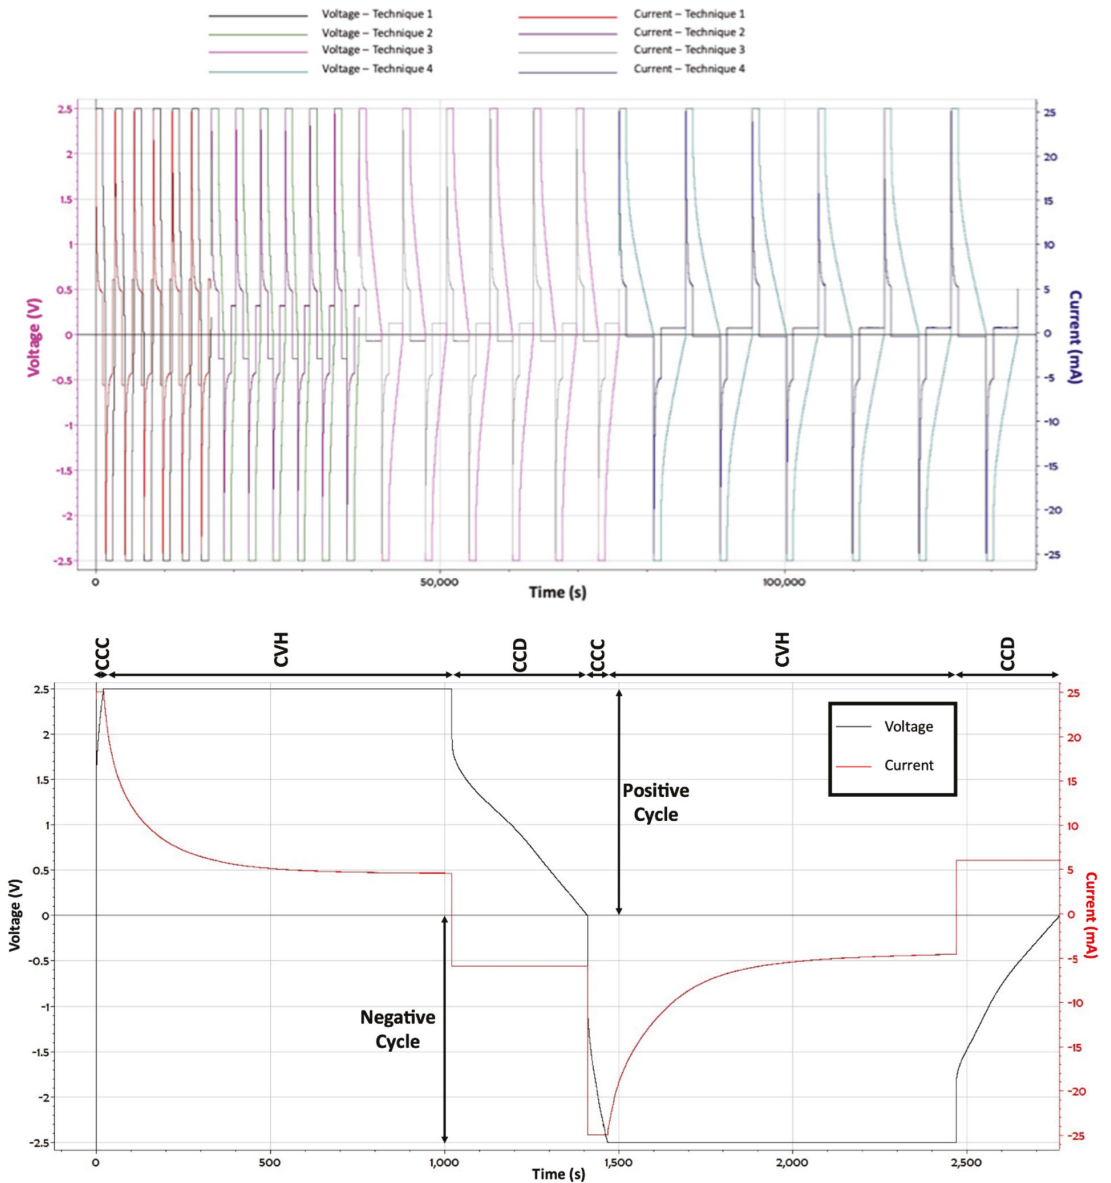 Voltage – Technique 1 Current – Technique 1
Voltage – Technique 2 Current – Technique 2
Voltage – Technique 3 Current – Technique 3
Voltage – Technique 4 Current – Technique 4
2.5 25
2 20
1.5 15
1 10
0.5 5
0 0
-0.5 -5
-1 -10
-1.5 -15
-2 -20
-2.5 -25
Voltage (V)
Current (mA)
0 50,000 100,000
Time (s)
CCC CVH CCD CCC CVH CCD
2.5 25
2 20
1.5 15
1 10
0.5 5
0 0
-0.5 -5
-1 -10
-1.5 -15
-2 -20
-2.5 -25
Voltage
Current
Positive
Cycle
Negative
Cycle
Voltage (V)
Current (mA)
0 500 1,000 1,500 2,000 2,500
Time (s)